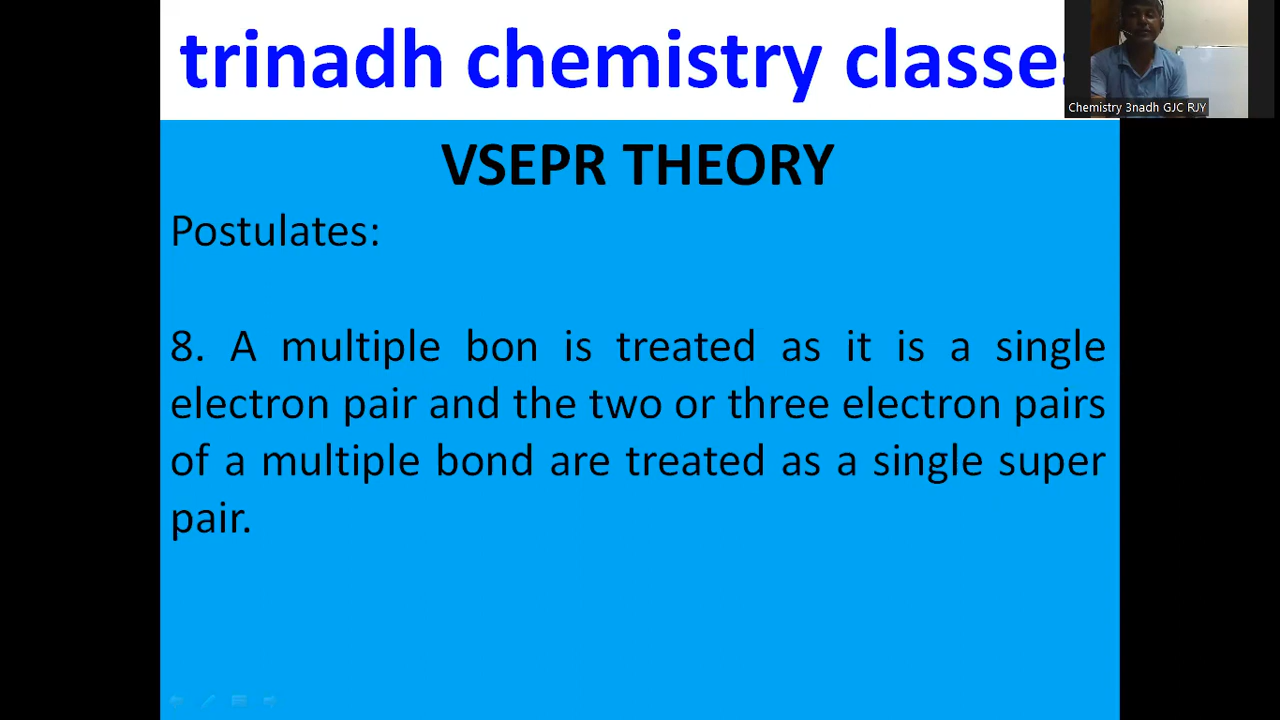 trinadh chemistry classes
Chemistry 3nadh GJC RJY
VSEPR THEORY
Postulates:
8. A multiple bon is treated as it is a single
electron pair and the two or three electron pairs
of a multiple bond are treated as a single super
pair.